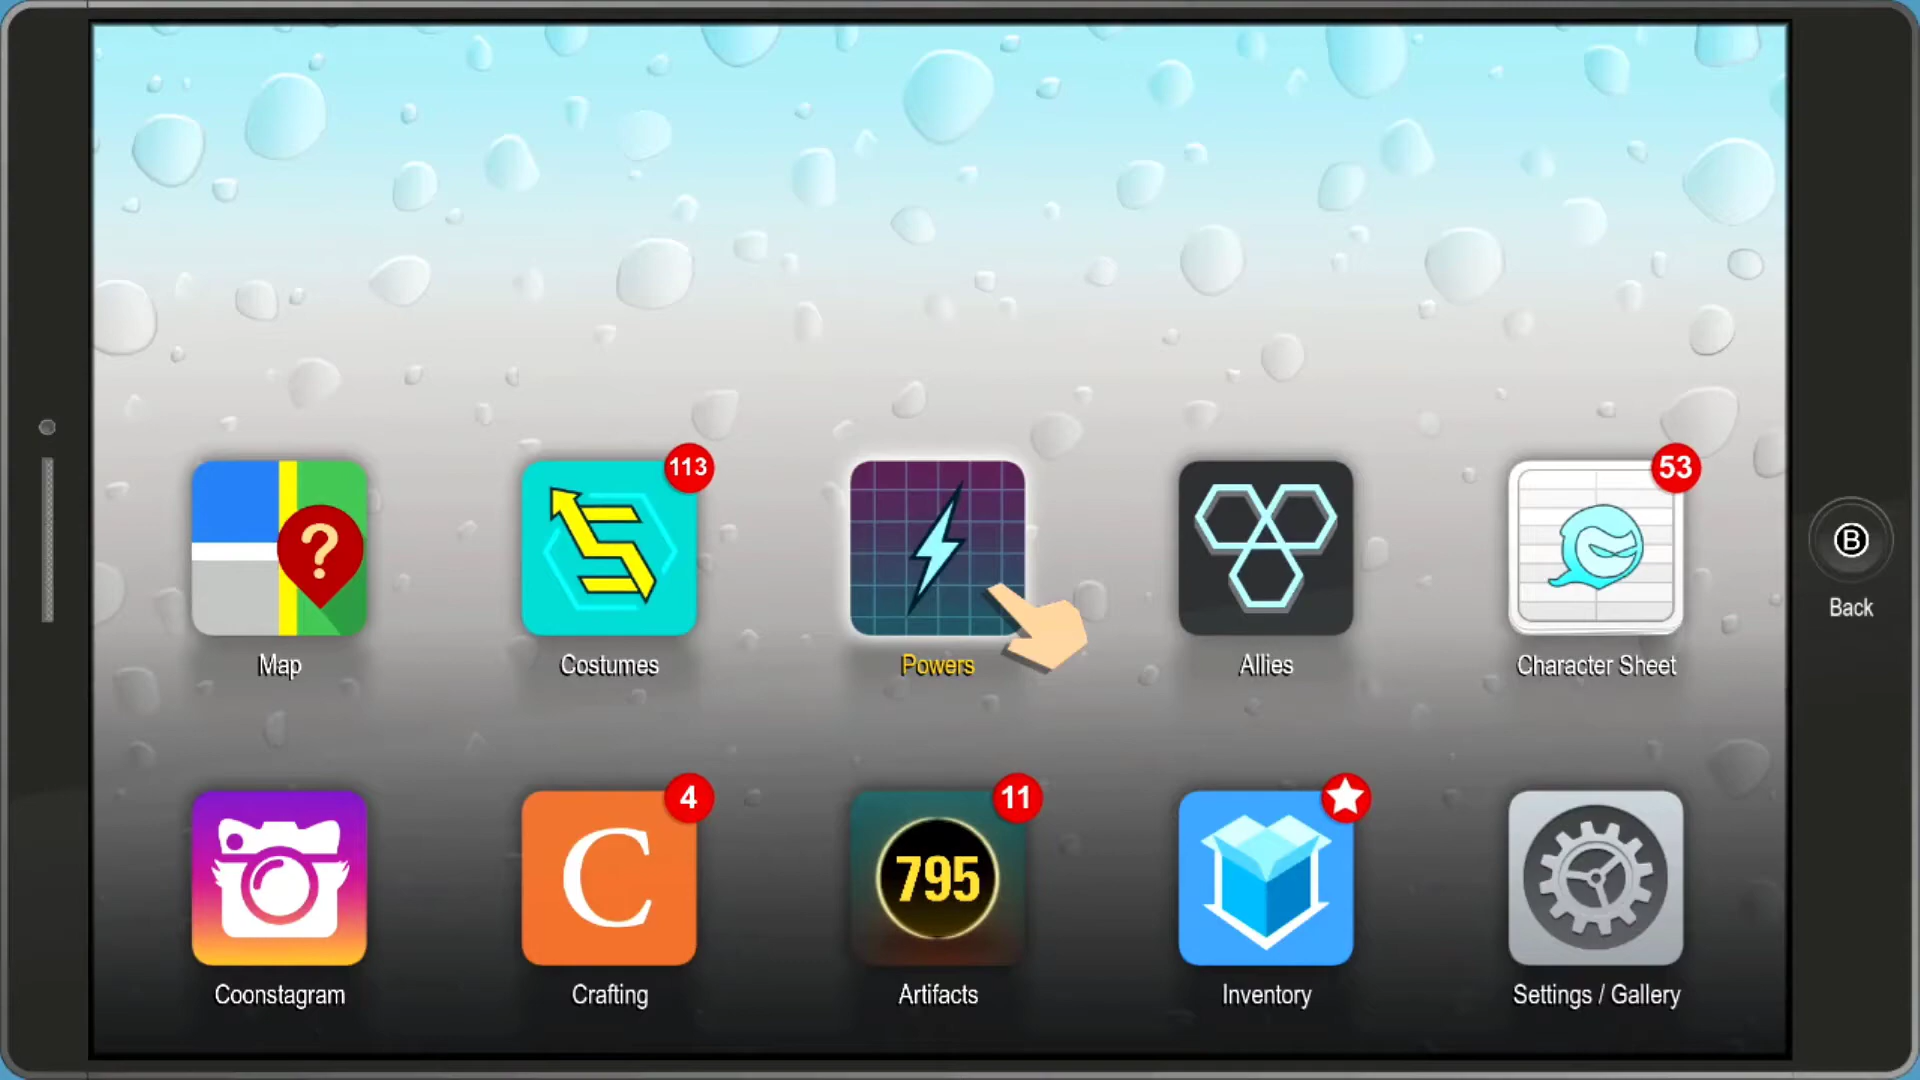 113
53
?
Map
Costumes
Powers
Allies
Character Sheet
B
Back
4
11
C
795
Coonstagram
Crafting
Artifacts
Inventory
Settings / Gallery